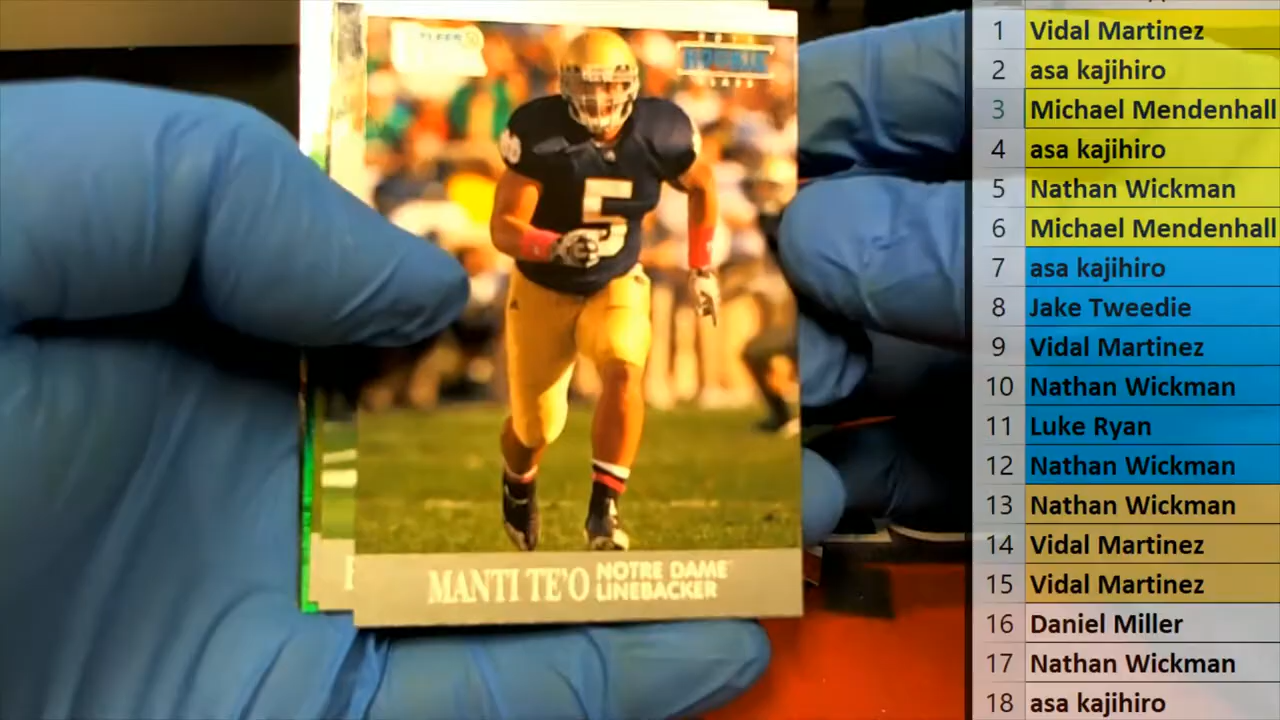 FLEER
ROOKIE
MANTI TE'O NOTRE DAME
LINEBACKER
1 Vidal Martinez
2 asa kajihiro
3 Michael Mendenhall
4 asa kajihiro
5 Nathan Wickman
6 Michael Mendenhall
7 asa kajihiro
8 Jake Tweedie
9 Vidal Martinez
10 Nathan Wickman
11 Luke Ryan
12 Nathan Wickman
13 Nathan Wickman
14 Vidal Martinez
15 Vidal Martinez
16 Daniel Miller
17 Nathan Wickman
18 asa kajihiro